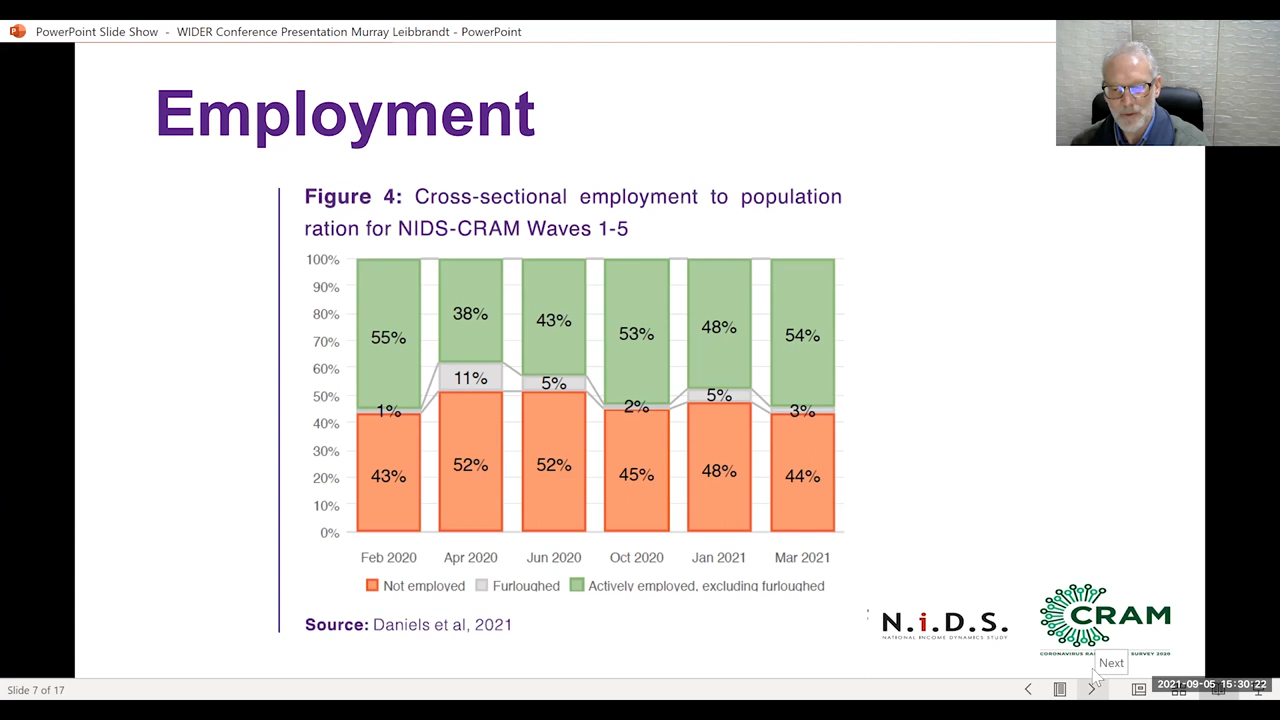 PowerPoint Slide Show - WIDER Conference Presentation Murray Leibbrandt - PowerPoint
Employment
Figure 4: Cross-sectional employment to population
ration for NIDS-CRAM Waves 1-5
100%
90%
80%
70%
60%
50%
40%
30%
20%
10%
0%
55% 38% 43% 53% 48% 54%
1% 11% 5% 2% 5% 3%
43% 52% 52% 45% 48% 44%
Feb 2020 Apr 2020 Jun 2020 Oct 2020 Jan 2021 Mar 2021
Not employed Furloughed Actively employed, excluding furloughed
Source: Daniels et al, 2021
N.i.D.S.
NATIONAL INCOME DYNAMICS STUDY
CRAM
CORONAVIRUS SURVEY 2020
Next
Slide 7 of 17
2021-09-05 15:30:22